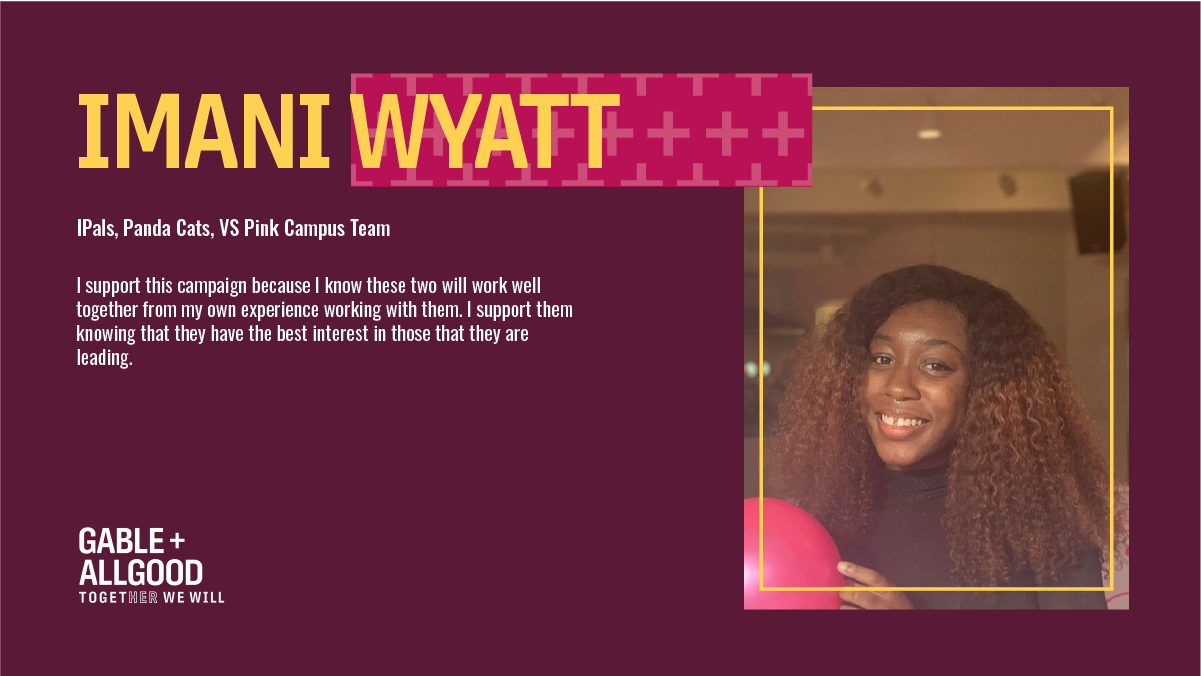 IMANI WYATT
IPals, Panda Cats, VS Pink Campus Team
I support this campaign because I know these two will work well
together from my own experience working with them. I support them
knowing that they have the best interest in those that they are
leading.
GABLE +
ALLGOOD
TOGETHER WE WILL